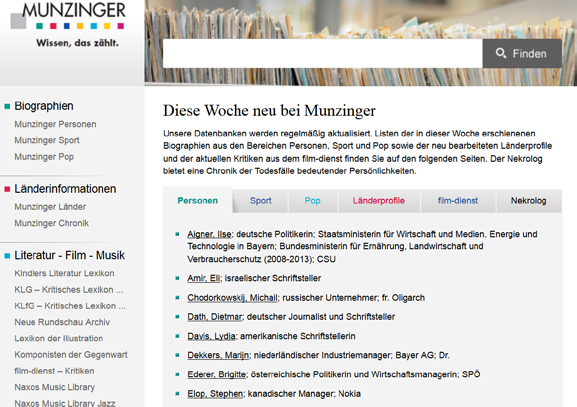 MUNZINGER
Wissen, das zählt.
Finden
Biographien
Munzinger Personen
Munzinger Sport
Munzinger Pop
Länderinformationen
Munzinger Länder
Munzinger Chronik
Literatur - Film - Musik
Kindlers Literatur Lexikon
KLG – Kritisches Lexikon ...
KLfG – Kritisches Lexikon ...
Neue Rundschau Archiv
Lexikon der Illustration
Komponisten der Gegenwart
film-dienst – Kritiken
Naxos Music Library
Naxos Music Library Jazz
Diese Woche neu bei Munzinger
Unsere Datenbanken werden regelmäßig aktualisiert. Listen der in dieser Woche erschienenen
Biographien aus den Bereichen Personen, Sport und Pop sowie der neu bearbeiteten Länderprofile
und der aktuellen Kritiken aus dem film-dienst finden Sie auf den folgenden Seiten. Der Nekrolog
bietet eine Chronik der Todesfälle bedeutender Persönlichkeiten.
Personen Sport Pop Länderprofile film-dienst Nekrolog
Aigner, Ilse; deutsche Politikerin; Staatsministerin für Wirtschaft und Medien, Energie und
Technologie in Bayern; Bundesministerin für Ernährung, Landwirtschaft und
Verbraucherschutz (2008-2013); CSU
Amir, Eli; israelischer Schriftsteller
Chodorkowskij, Michail; russischer Unternehmer; fr. Oligarch
Dath, Dietmar; deutscher Journalist und Schriftsteller
Davis, Lydia; amerikanische Schriftstellerin
Dekkers, Marijn; niederländischer Industriemanager; Bayer AG; Dr.
Ederer, Brigitte; österreichische Politikerin und Wirtschaftsmanagerin; SPÖ
Elop, Stephen; kanadischer Manager; Nokia